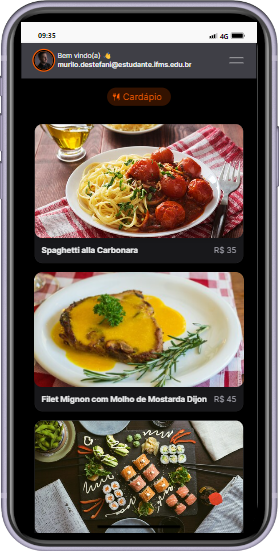 09:35
4G
Bem vindo(a) 👋
murilo.destefani@estudante.ifms.edu.br
Cardápio
Spaghetti alla Carbonara R$ 35
Filet Mignon com Molho de Mostarda Dijon R$ 45